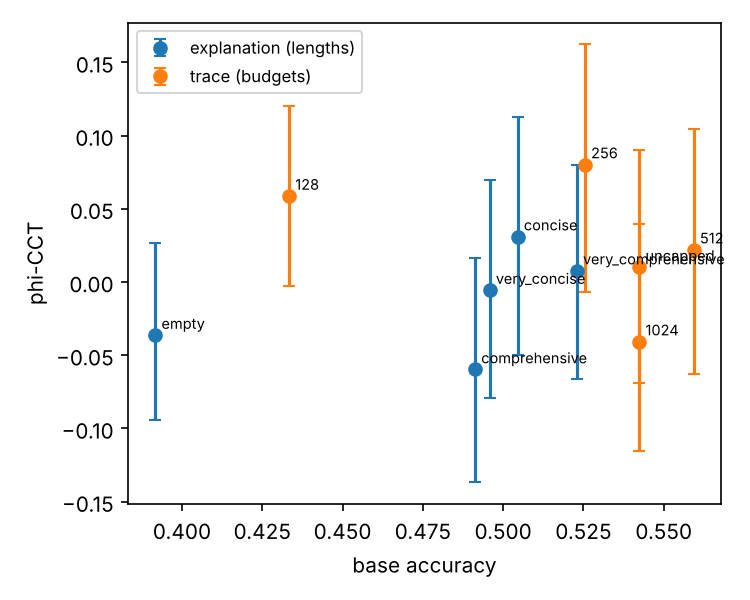 explanation (lengths)
trace (budgets)
0.15
0.10
0.05
0.00
−0.05
−0.10
−0.15
phi-CCT
256
128
512
concise
uncapped
very_comprehensive
very_concise
empty
1024
comprehensive
0.400
0.425
0.450
0.475
0.500
0.525
0.550
base accuracy